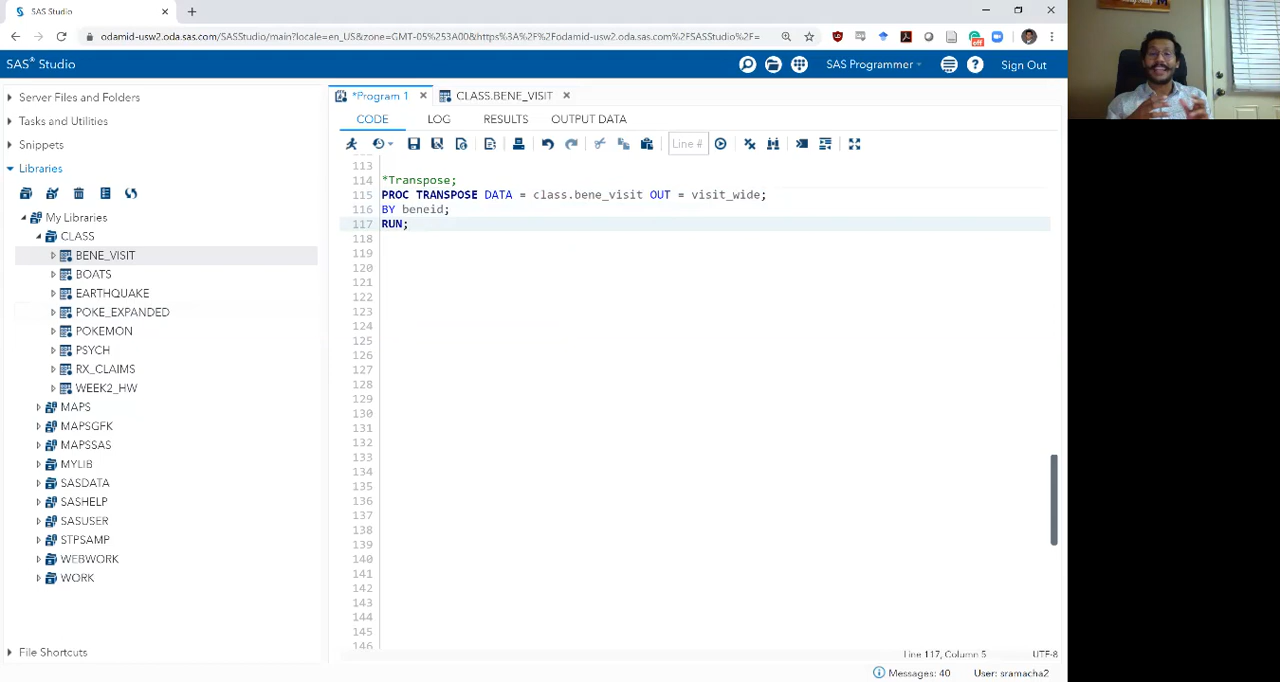 SAS Studio
odamid-usw2.oda.sas.com/SASStudio/main?locale=en_US&zone=GMT-05%253A00&https%3A%2F%2Fodamid-usw2.oda.sas.com%2FSASStudio%2F=
SAS® Studio
SAS Programmer
Sign Out
Server Files and Folders
Tasks and Utilities
Snippets
Libraries
My Libraries
CLASS
BENE_VISIT
BOATS
EARTHQUAKE
POKE_EXPANDED
POKEMON
PSYCH
RX_CLAIMS
WEEK2_HW
MAPS
MAPSGFK
MAPSSAS
MYLIB
SASDATA
SASHELP
SASUSER
STPSAMP
WEBWORK
WORK
File Shortcuts
*Program 1
CLASS.BENE_VISIT
CODE LOG RESULTS OUTPUT DATA
Line #
113
114 *Transpose;
115 PROC TRANSPOSE DATA = class.bene_visit OUT = visit_wide;
116 BY beneid;
117 RUN;
118
119
120
121
122
123
124
125
126
127
128
129
130
131
132
133
134
135
136
137
138
139
140
141
142
143
144
145
146
Line 117, Column 5 UTF-8
Messages: 40 User: sramacha2